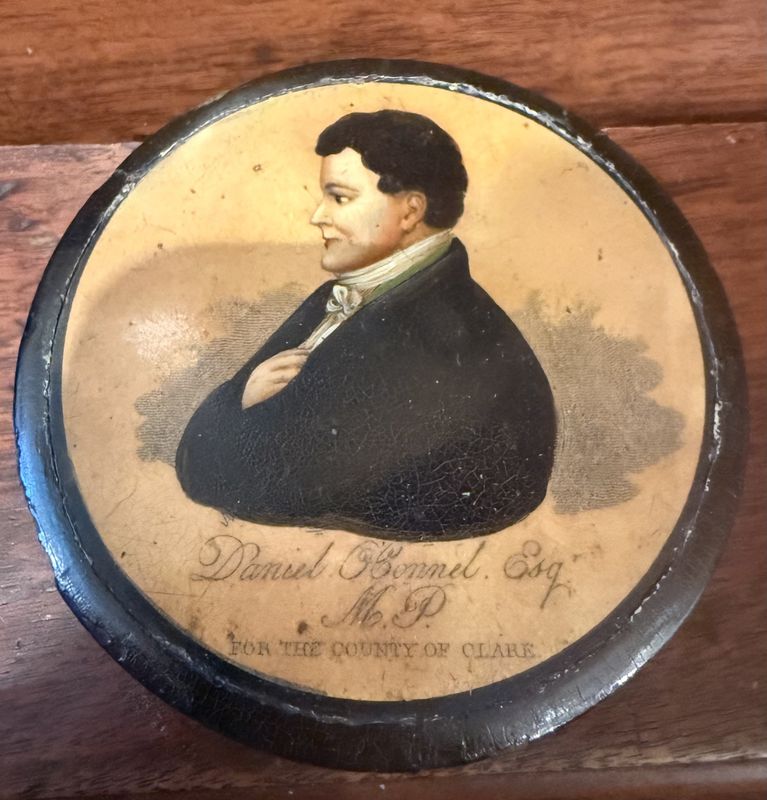 Daniel O'Connel. Esq
M.P.
FOR THE COUNTY OF CLARE.